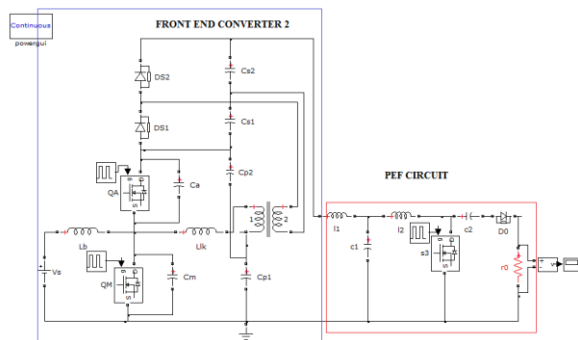 FRONT END CONVERTER 2
Continuous
powergui
DS2
Cs2
DS1
Cs1
Cp2
PEF CIRCUIT
g
D
QA
S
Ca
1
2
l1
l2
c2
D0
Lb
Llk
c1
g
D
s3
S
r0
+
-
v
Vs
g
D
QM
S
Cm
Cp1